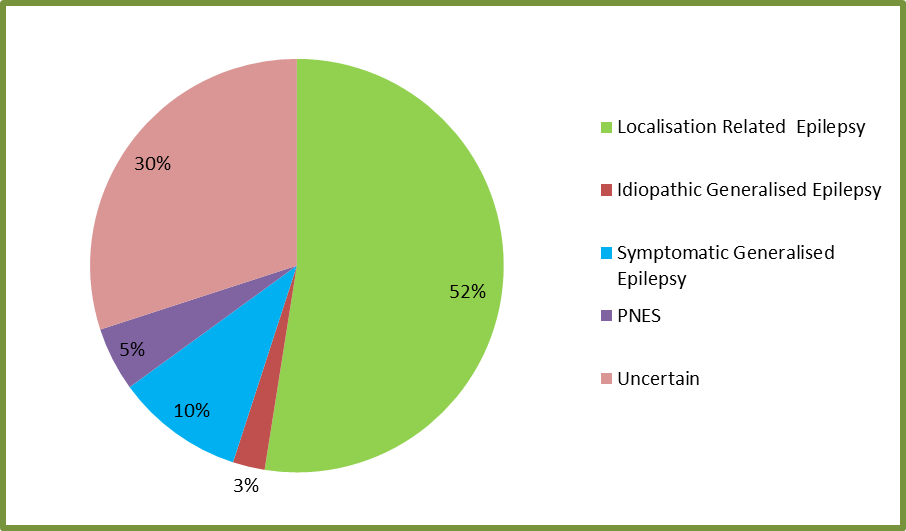 30%
52%
5%
10%
3%
Localisation Related  Epilepsy
Idiopathic Generalised Epilepsy
Symptomatic Generalised
Epilepsy
PNES
Uncertain